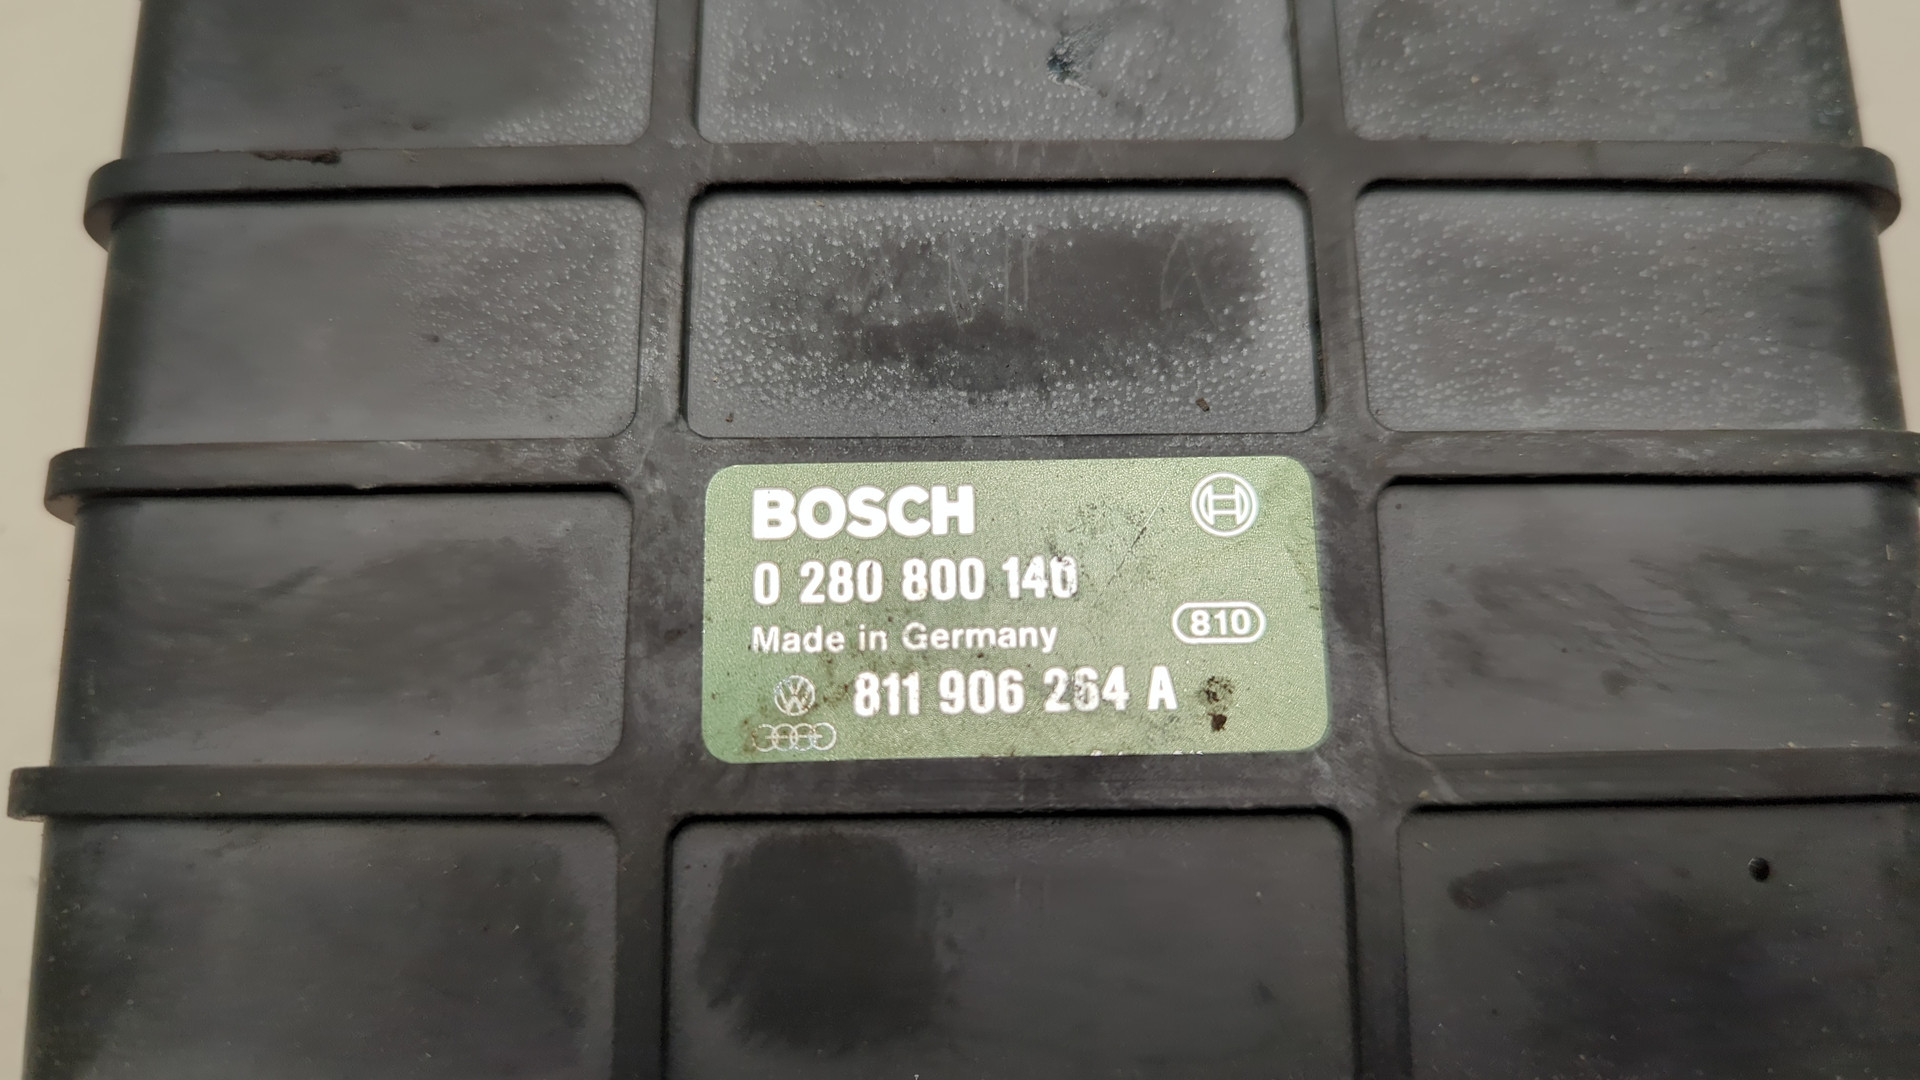 BOSCH
0 280 800 140
Made in Germany
810
811 906 264 A